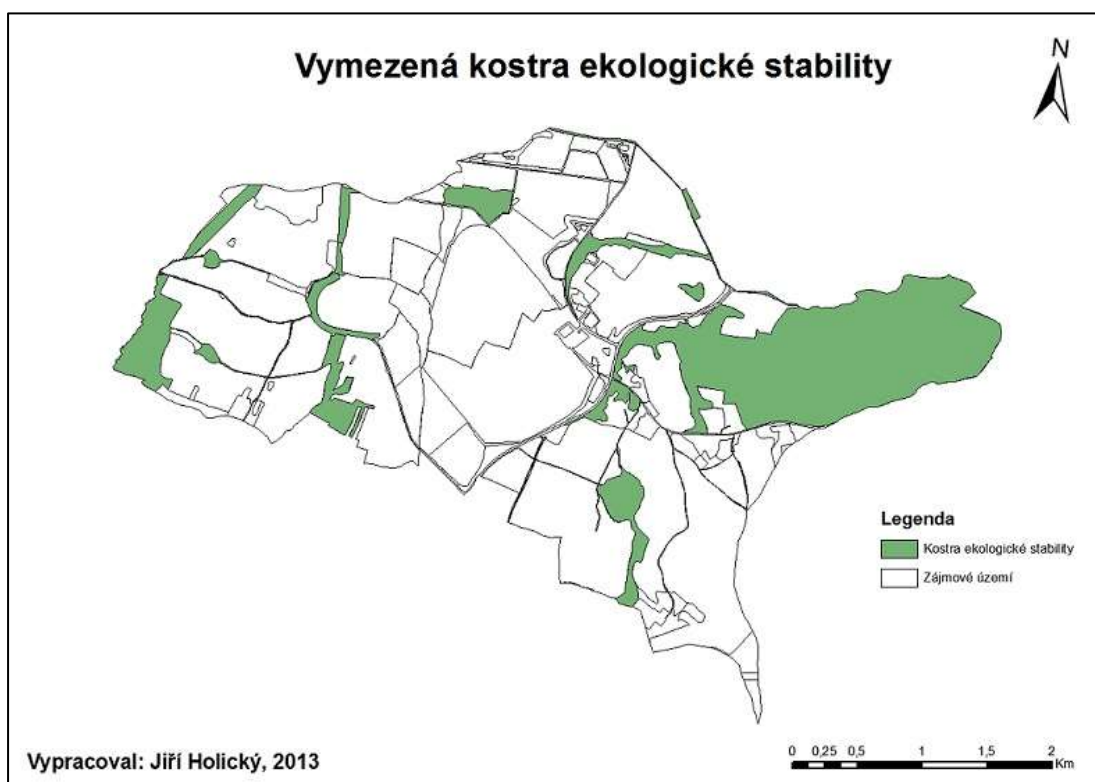 Vymezená kostra ekologické stability
N
Legenda
Kostra ekologické stability
Zájmové území
Vypracoval: Jiří Holický, 2013
0 0,25 0,5 1 1,5 2
Km